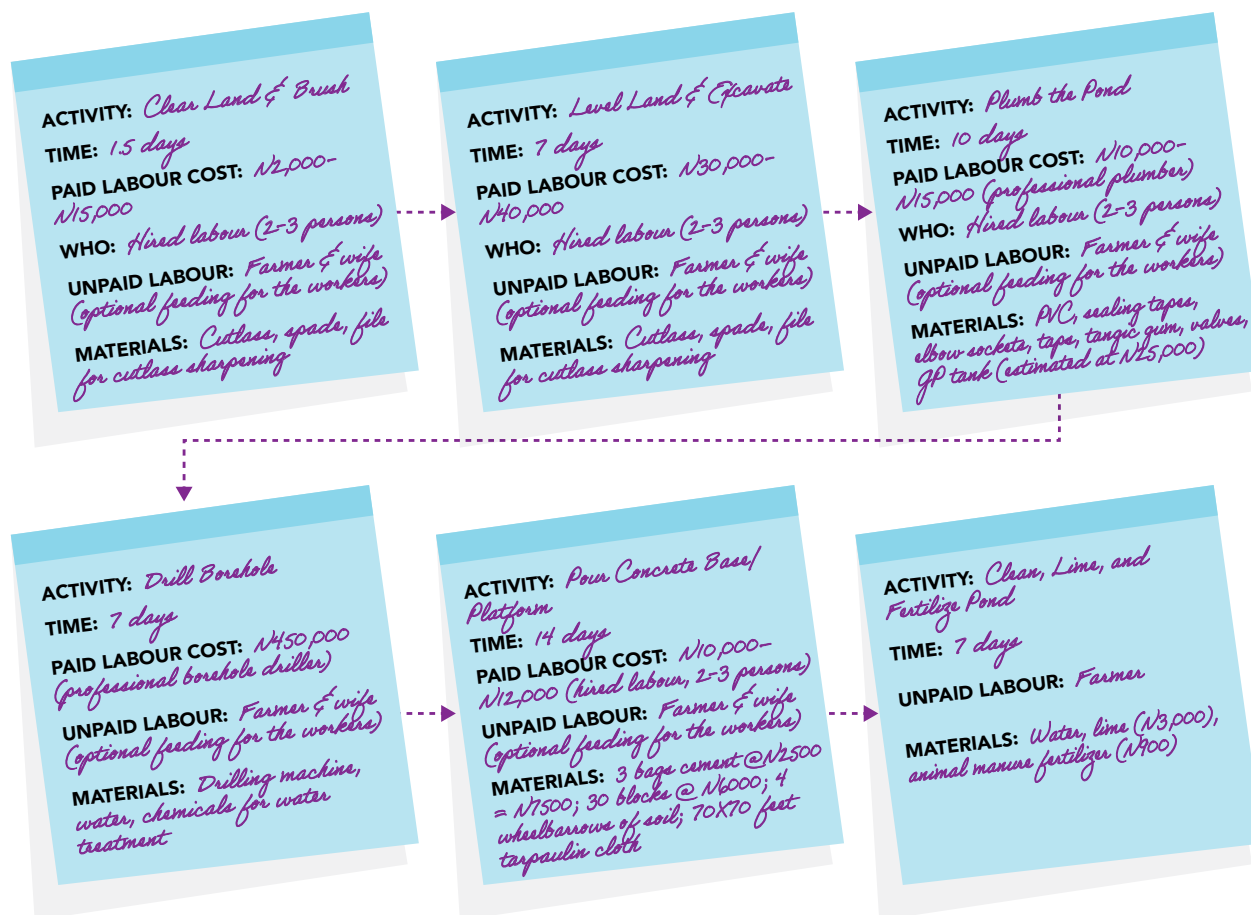 ACTIVITY: Clear Land & Brush
TIME: 1.5 days
PAID LABOUR COST: N2,000–
N15,000
WHO: Hired labour (2–3 persons)
UNPAID LABOUR: Farmer & wife
(optional feeding for the workers)
MATERIALS: Cutlass, spade, file
for cutlass sharpening
ACTIVITY: Level Land & Excavate
TIME: 7 days
PAID LABOUR COST: N30,000–
N40,000
WHO: Hired labour (2–3 persons)
UNPAID LABOUR: Farmer & wife
(optional feeding for the workers)
MATERIALS: Cutlass, spade, file
for cutlass sharpening
ACTIVITY: Plumb the Pond
TIME: 10 days
PAID LABOUR COST: N10,000–
N15,000 (professional plumber)
WHO: Hired labour (2–3 persons)
UNPAID LABOUR: Farmer & wife
(optional feeding for the workers)
MATERIALS: PVC, sealing tapes,
elbow sockets, taps, tangic gum, valves,
GP tank (estimated at N25,000)
ACTIVITY: Drill Borehole
TIME: 7 days
PAID LABOUR COST: N450,000
(professional borehole driller)
UNPAID LABOUR: Farmer & wife
(optional feeding for the workers)
MATERIALS: Drilling machine,
water, chemicals for water
treatment
ACTIVITY: Pour Concrete Base/
Platform
TIME: 14 days
PAID LABOUR COST: N10,000–
N12,000 (hired labour, 2–3 persons)
UNPAID LABOUR: Farmer & wife
(optional feeding for the workers)
MATERIALS: 3 bags cement @N2500
= N7500; 30 blocks @ N6000; 4
wheelbarrows of soil; 70X70 feet
tarpaulin cloth
ACTIVITY: Clean, Lime, and
Fertilize Pond
TIME: 7 days
UNPAID LABOUR: Farmer
MATERIALS: Water, lime (N3,000),
animal manure fertilizer (N900)